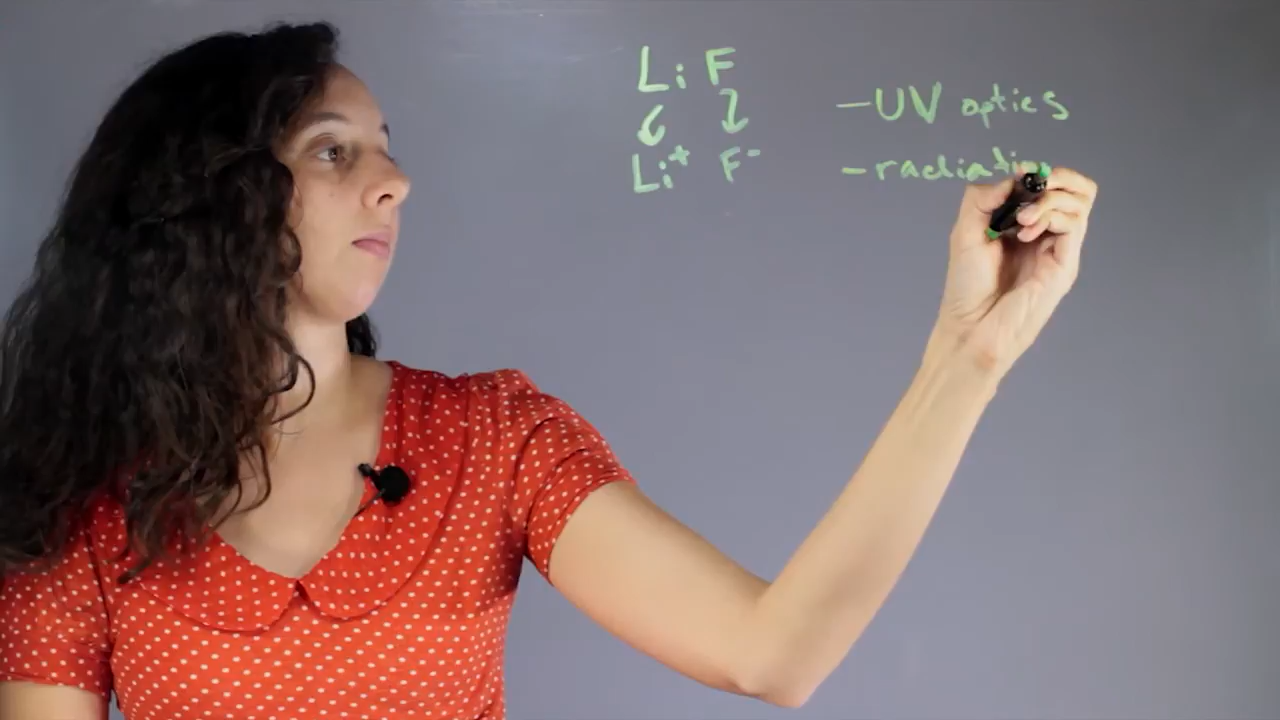 Li F
Li⁺ F⁻
– UV optics
– radiation